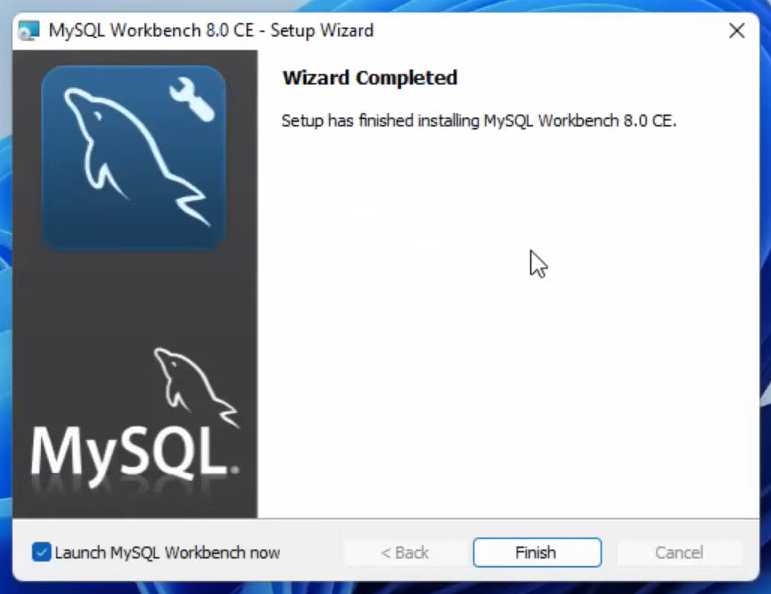 MySQL Workbench 8.0 CE - Setup Wizard
Wizard Completed
Setup has finished installing MySQL Workbench 8.0 CE.
MySQL.
Launch MySQL Workbench now
< Back
Finish
Cancel